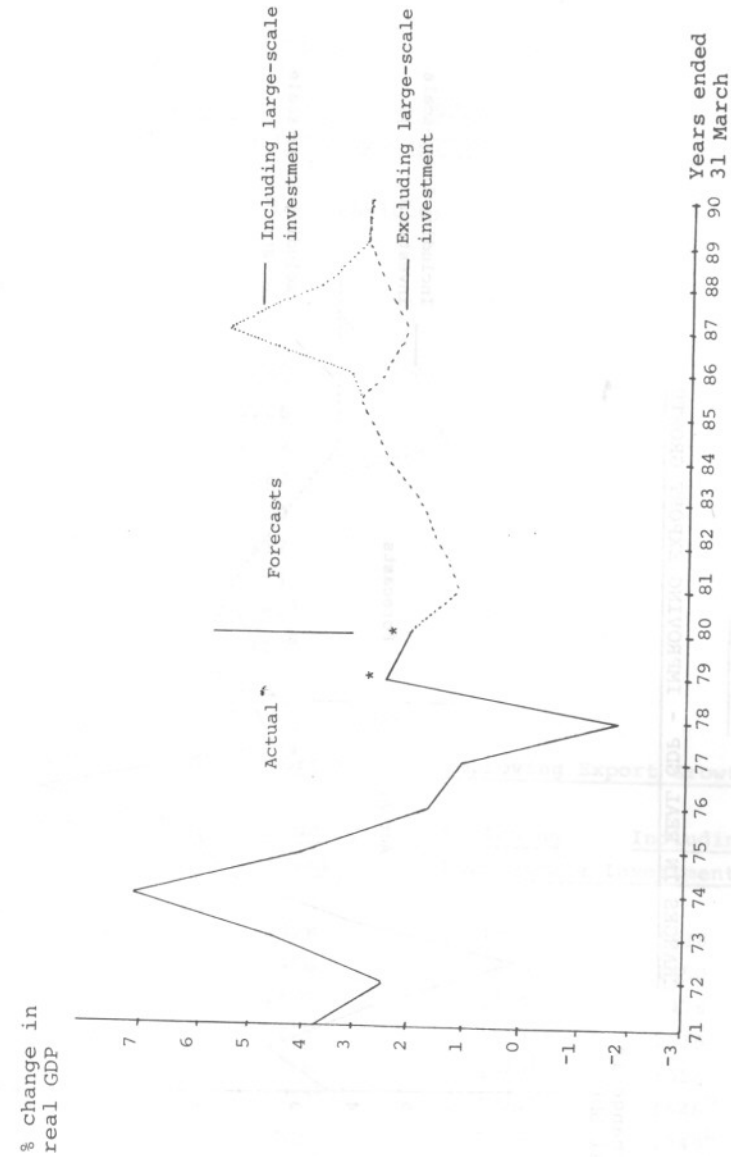 % change in
real GDP
7
6
5
4
3
2
1
0
-1
-2
-3
Actual
Forecasts
*
*
Including large-scale
investment
Excluding large-scale
investment
71 72 73 74 75 76 77 78 79 80 81 82 83 84 85 86 87 88 89 90
Years ended
31 March